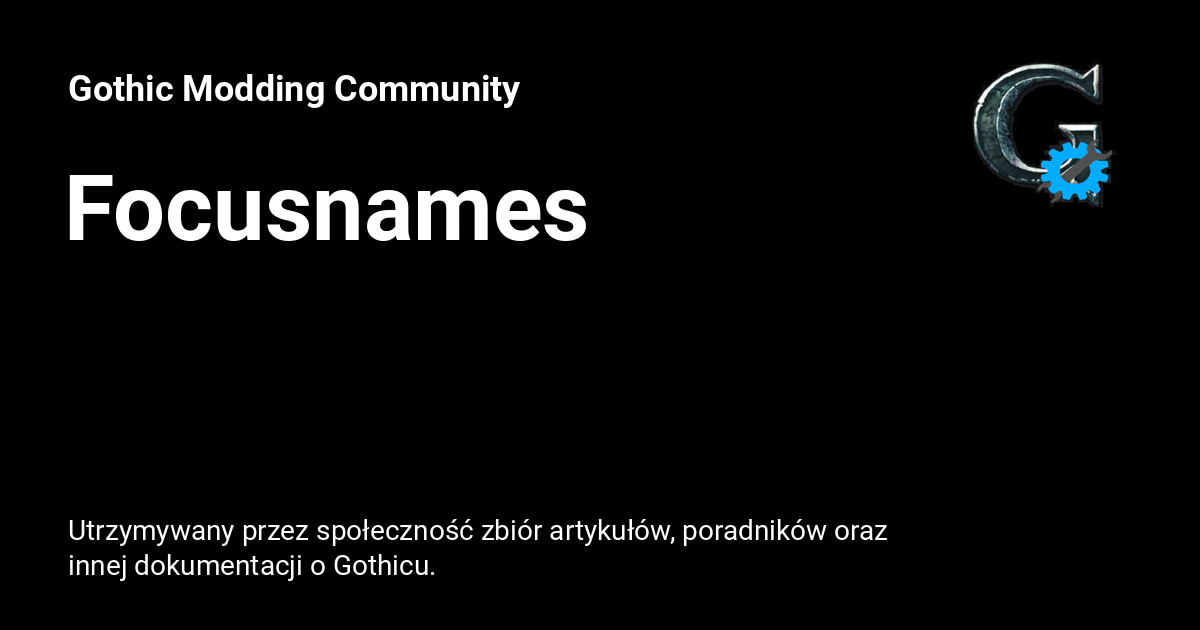 Gothic Modding Community
Focusnames
Utrzymywany przez społeczność zbiór artykułów, poradników oraz
innej dokumentacji o Gothicu.